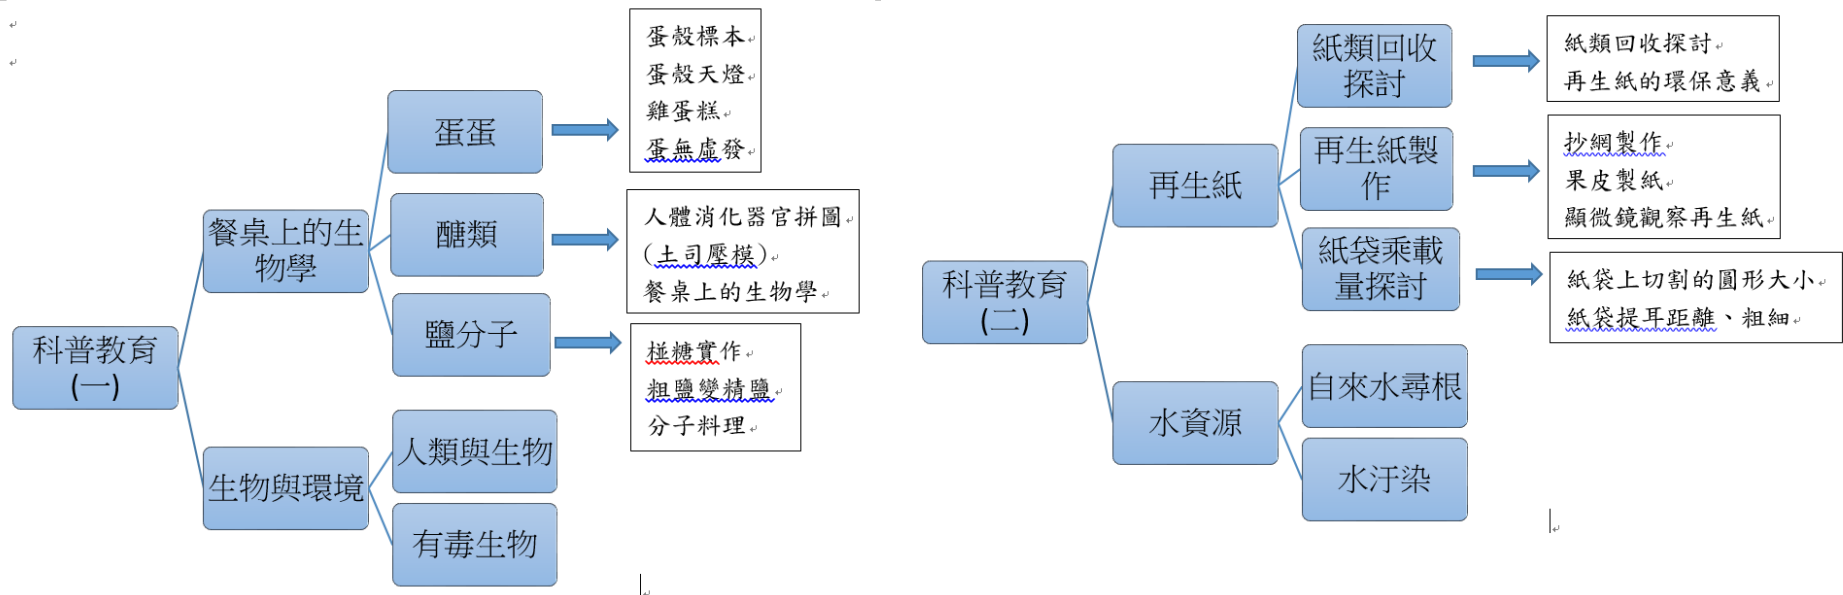 科普教育
(一)
餐桌上的生
物學
蛋蛋
蛋殼標本
蛋殼天燈
雞蛋糕
蛋無虛發
醣類
人體消化器官拼圖
(土司壓模)
餐桌上的生物學
鹽分子
椪糖實作
粗鹽變精鹽
分子料理
生物與環境
人類與生物
有毒生物
科普教育
(二)
再生紙
紙類回收
探討
紙類回收探討
再生紙的環保意義
再生紙製
作
抄網製作
果皮製紙
顯微鏡觀察再生紙
紙袋乘載
量探討
紙袋上切割的圓形大小
紙袋提耳距離、粗細
水資源
自來水尋根
水汙染